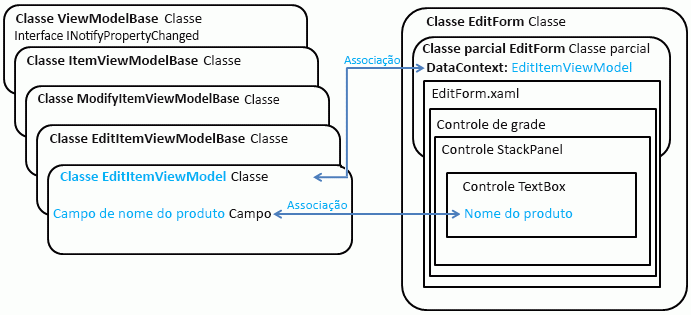 Classe ViewModelBase Classe
Interface INotifyPropertyChanged
Classe ItemViewModelBase Classe
Classe ModifyItemViewModelBase Classe
Classe EditItemViewModelBase Classe
Classe EditItemViewModel Classe
Campo de nome do produto Campo
Associação
Associação
Classe EditForm Classe
Classe parcial EditForm Classe parcial
DataContext: EditItemViewModel
EditForm.xaml
Controle de grade
Controle StackPanel
Controle TextBox
Nome do produto